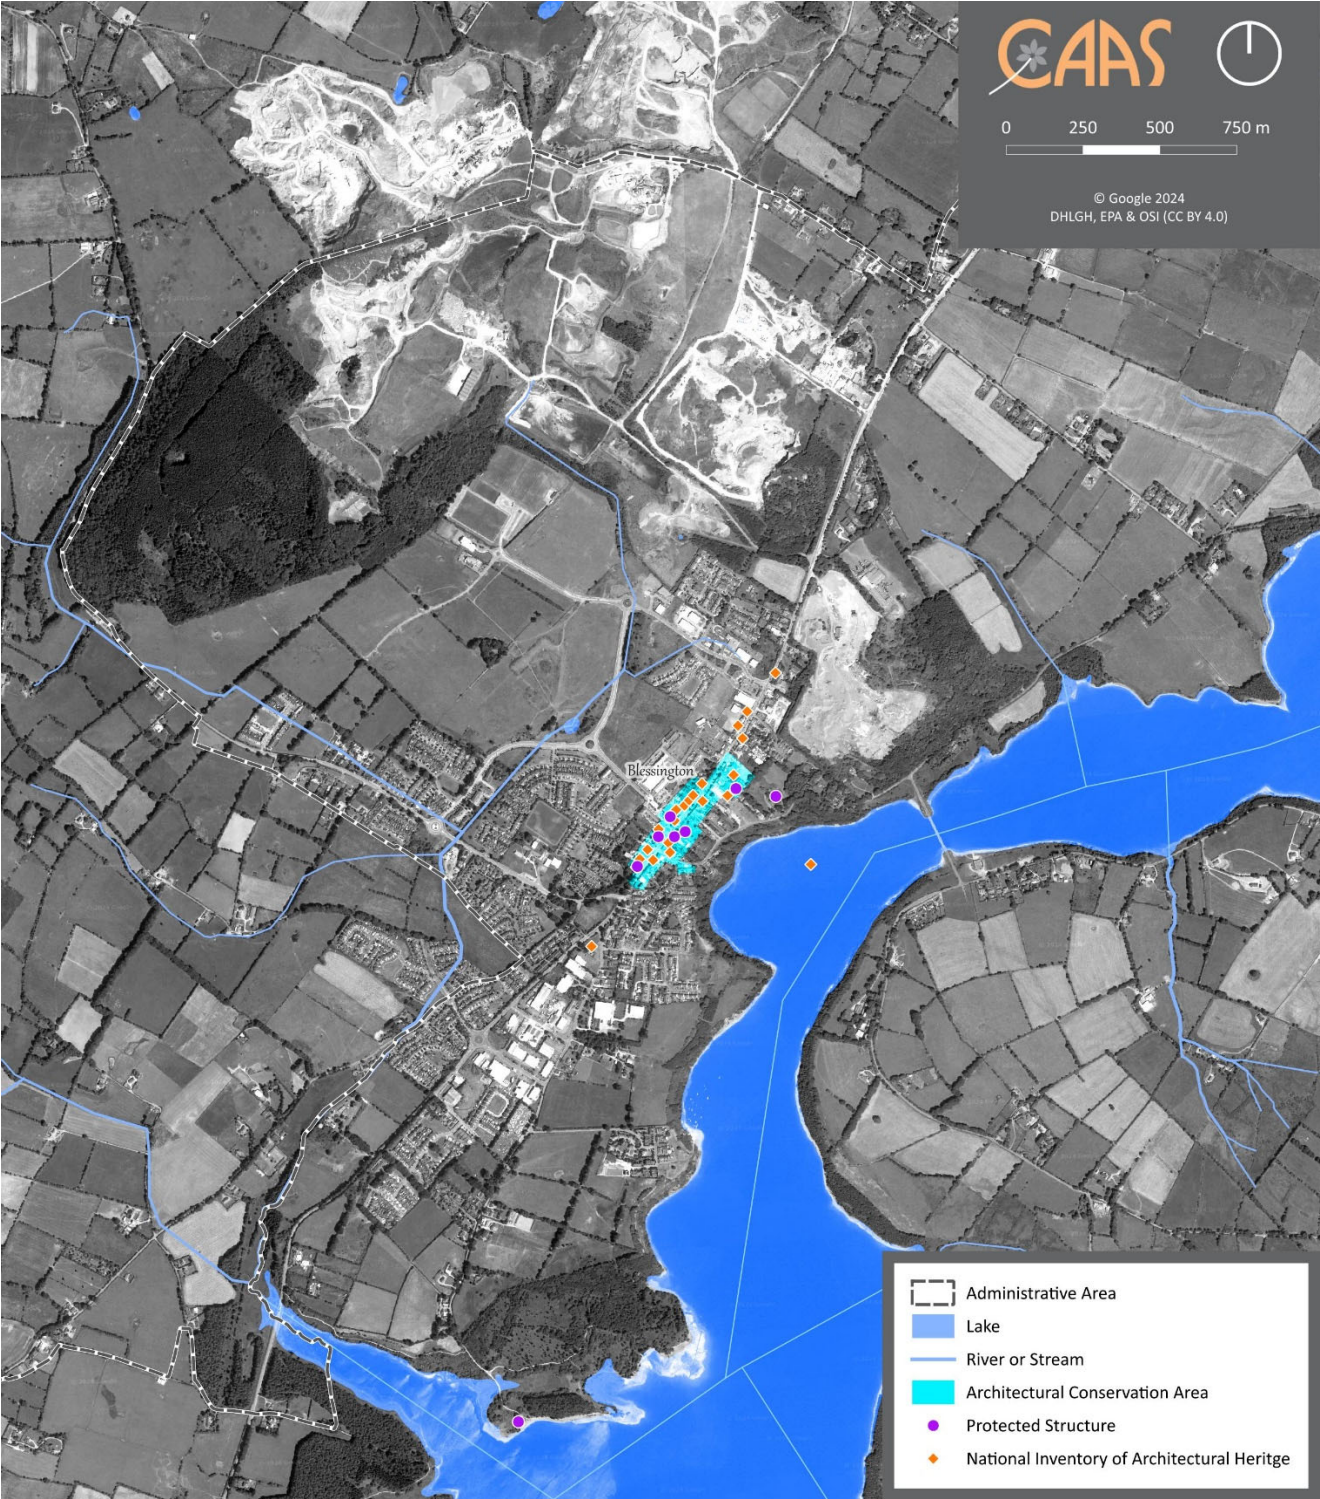 CAAS
0 250 500 750 m
© Google 2024
DHLGH, EPA & OSI (CC BY 4.0)
Blessington
Administrative Area
Lake
River or Stream
Architectural Conservation Area
Protected Structure
National Inventory of Architectural Heritge